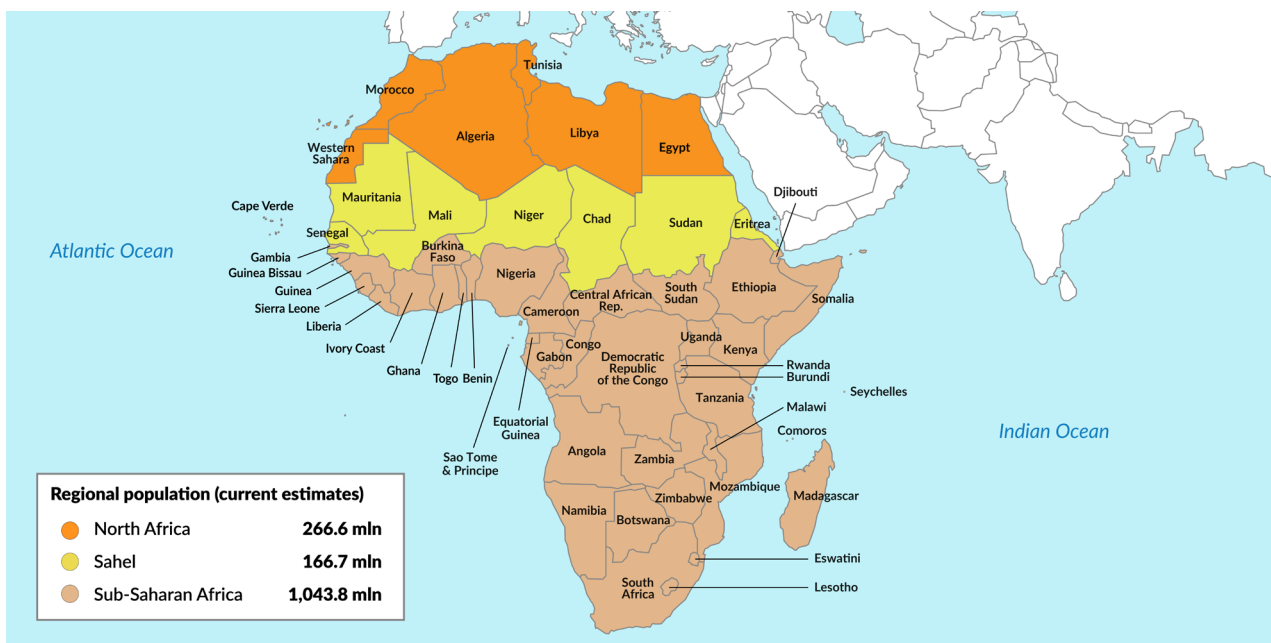 Tunisia
Morocco
Algeria
Libya
Egypt
Western
Sahara
Djibouti
Mauritania
Cape Verde
Mali
Niger
Chad
Sudan
Eritrea
Senegal
Atlantic Ocean
Burkina
Faso
Gambia
Guinea Bissau
Nigeria
Guinea
Ethiopia
South
Sudan
Central African
Rep.
Somalia
Sierra Leone
Cameroon
Liberia
Uganda
Congo
Ivory Coast
Kenya
Gabon
Democratic
Republic
of the Congo
Rwanda
Ghana
Togo
Benin
Burundi
Seychelles
Tanzania
Malawi
Equatorial
Guinea
Comoros
Indian Ocean
Sao Tome
& Principe
Angola
Zambia
Mozambique
Madagascar
Zimbabwe
Namibia
Botswana
Eswatini
South
Africa
Lesotho
Regional population (current estimates)
North Africa 266.6 mln
Sahel 166.7 mln
Sub-Saharan Africa 1,043.8 mln